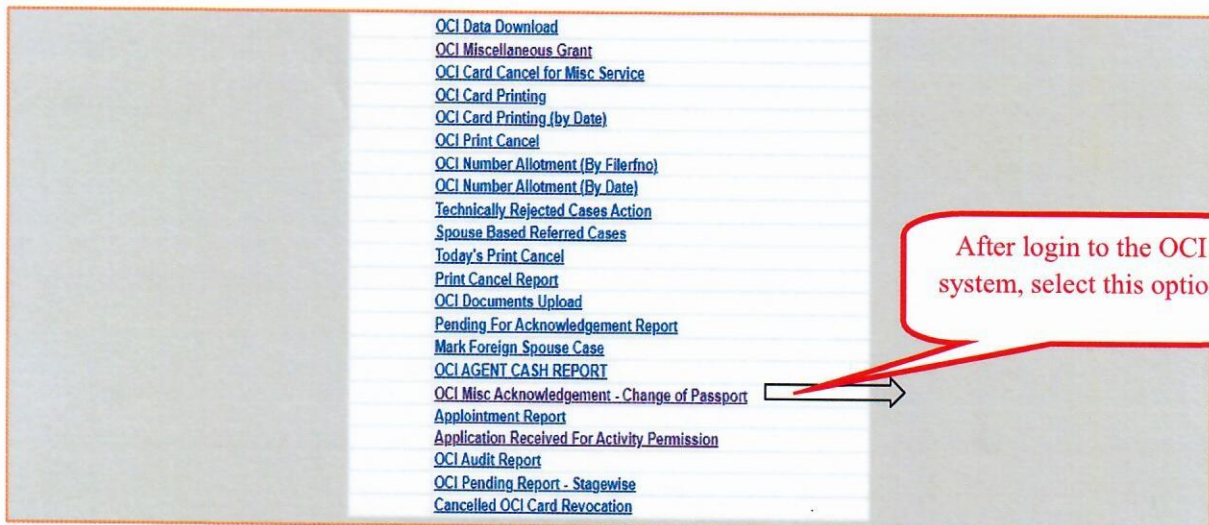 OCI Data Download
OCI Miscellaneous Grant
OCI Card Cancel for Misc Service
OCI Card Printing
OCI Card Printing (by Date)
OCI Print Cancel
OCI Number Allotment (By Filerfno)
OCI Number Allotment (By Date)
Technically Rejected Cases Action
Spouse Based Referred Cases
Today's Print Cancel
Print Cancel Report
OCI Documents Upload
Pending For Acknowledgement Report
Mark Foreign Spouse Case
OCI AGENT CASH REPORT
OCI Misc Acknowledgement - Change of Passport
Applointment Report
Application Received For Activity Permission
OCI Audit Report
OCI Pending Report - Stagewise
Cancelled OCI Card Revocation
After login to the OCI
system, select this optio